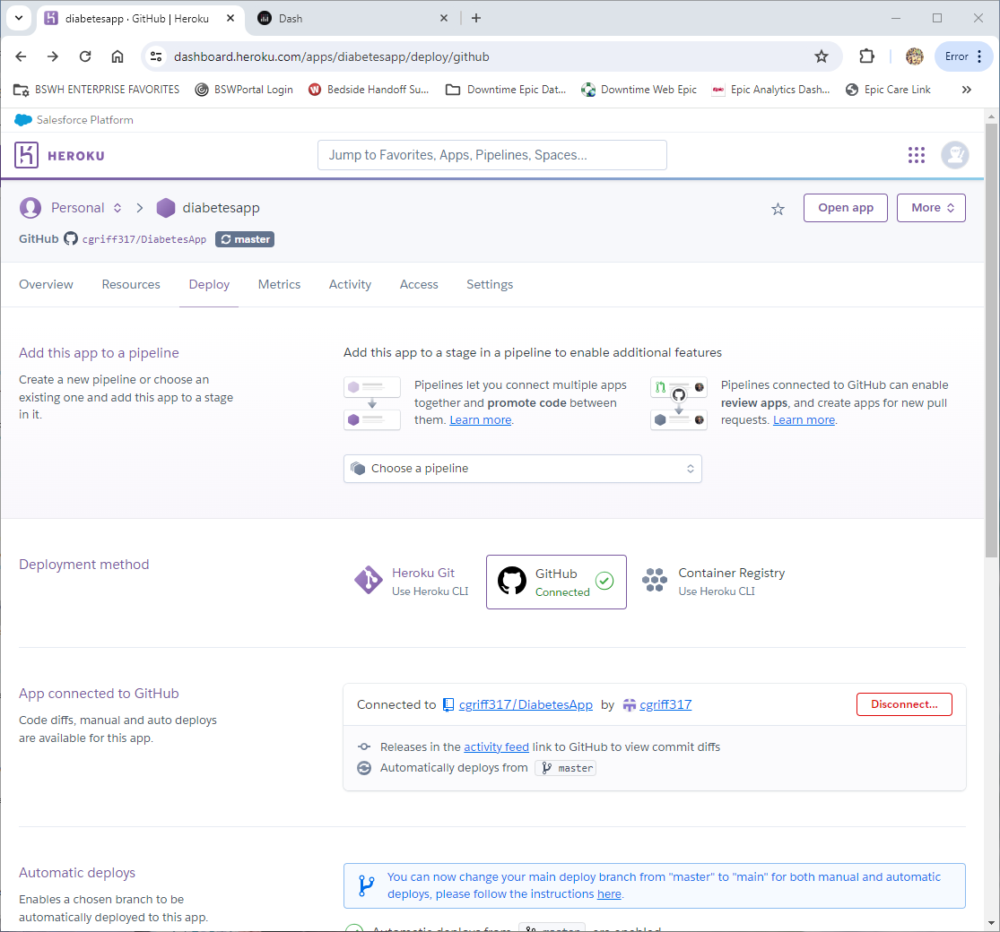 diabetesapp · GitHub | Heroku
Dash
dashboard.heroku.com/apps/diabetesapp/deploy/github
Error
BSWH ENTERPRISE FAVORITES
BSWPortal Login
Bedside Handoff Su...
Downtime Epic Dat...
Downtime Web Epic
Epic Analytics Dash...
Epic Care Link
Salesforce Platform
HEROKU
Jump to Favorites, Apps, Pipelines, Spaces...
Personal
diabetesapp
Open app
More
GitHub cgriff317/DiabetesApp master
Overview
Resources
Deploy
Metrics
Activity
Access
Settings
Add this app to a pipeline
Create a new pipeline or choose an
existing one and add this app to a stage
in it.
Add this app to a stage in a pipeline to enable additional features
Pipelines let you connect multiple apps
together and promote code between
them. Learn more.
Pipelines connected to GitHub can enable
review apps, and create apps for new pull
requests. Learn more.
Choose a pipeline
Deployment method
Heroku Git
Use Heroku CLI
GitHub
Connected
Container Registry
Use Heroku CLI
App connected to GitHub
Code diffs, manual and auto deploys
are available for this app.
Connected to cgriff317/DiabetesApp by cgriff317
Disconnect...
Releases in the activity feed link to GitHub to view commit diffs
Automatically deploys from master
Automatic deploys
Enables a chosen branch to be
automatically deployed to this app.
You can now change your main deploy branch from "master" to "main" for both manual and automatic
deploys, please follow the instructions here.
Automatic deploys from master are enabled